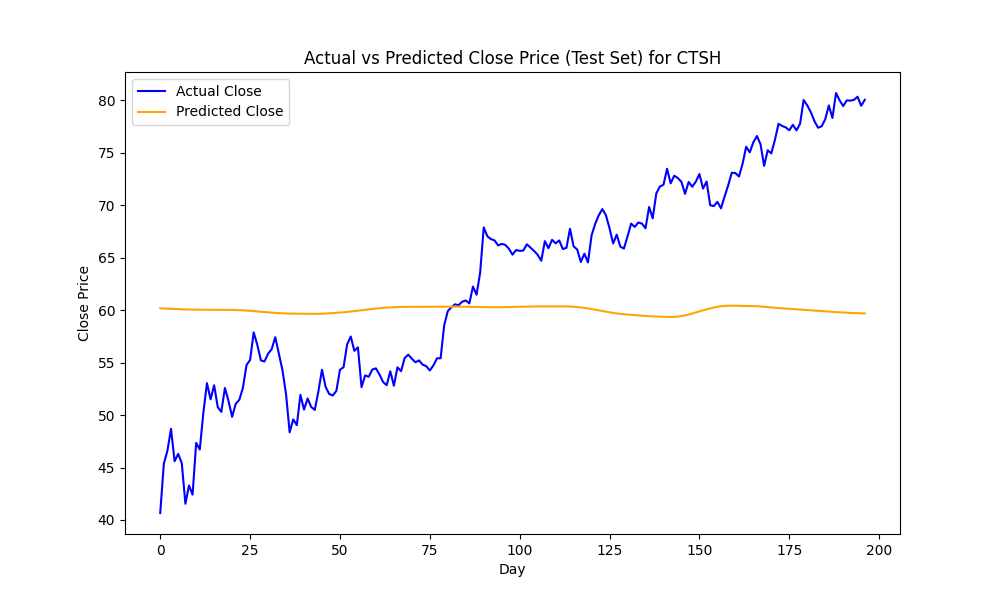 Actual vs Predicted Close Price (Test Set) for CTSH
Actual Close
Predicted Close
Close Price
80
75
70
65
60
55
50
45
40
0 25 50 75 100 125 150 175 200
Day